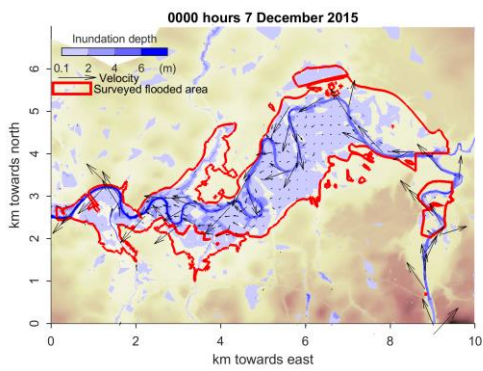 0000 hours 7 December 2015
Inundation depth
0.1 2 4 6 (m)
Velocity
Surveyed flooded area
6
5
4
3
2
1
0
km towards north
0 2 4 6 8 10
km towards east